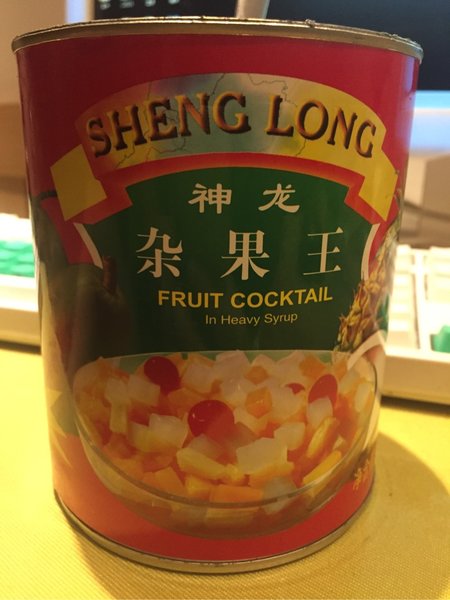 SHENG LONG
神龙
杂果王
FRUIT COCKTAIL
In Heavy Syrup